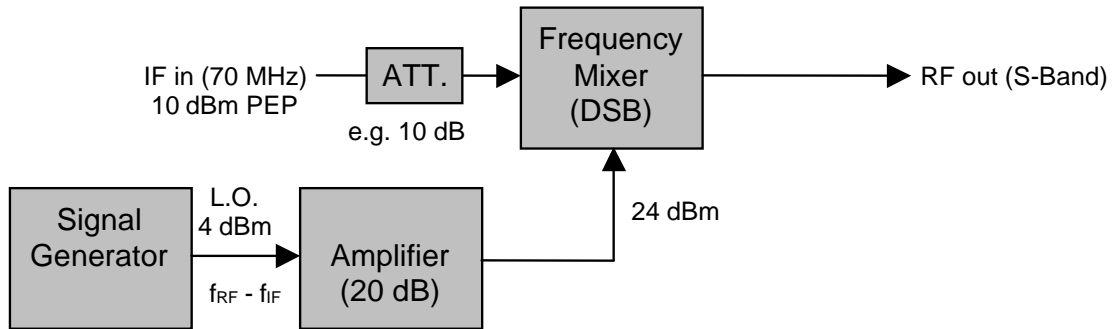 Frequency
Mixer
(DSB)
IF in (70 MHz)
10 dBm PEP
ATT.
e.g. 10 dB
RF out (S-Band)
Signal
Generator
L.O.
4 dBm
fRF - fIF
Amplifier
(20 dB)
24 dBm